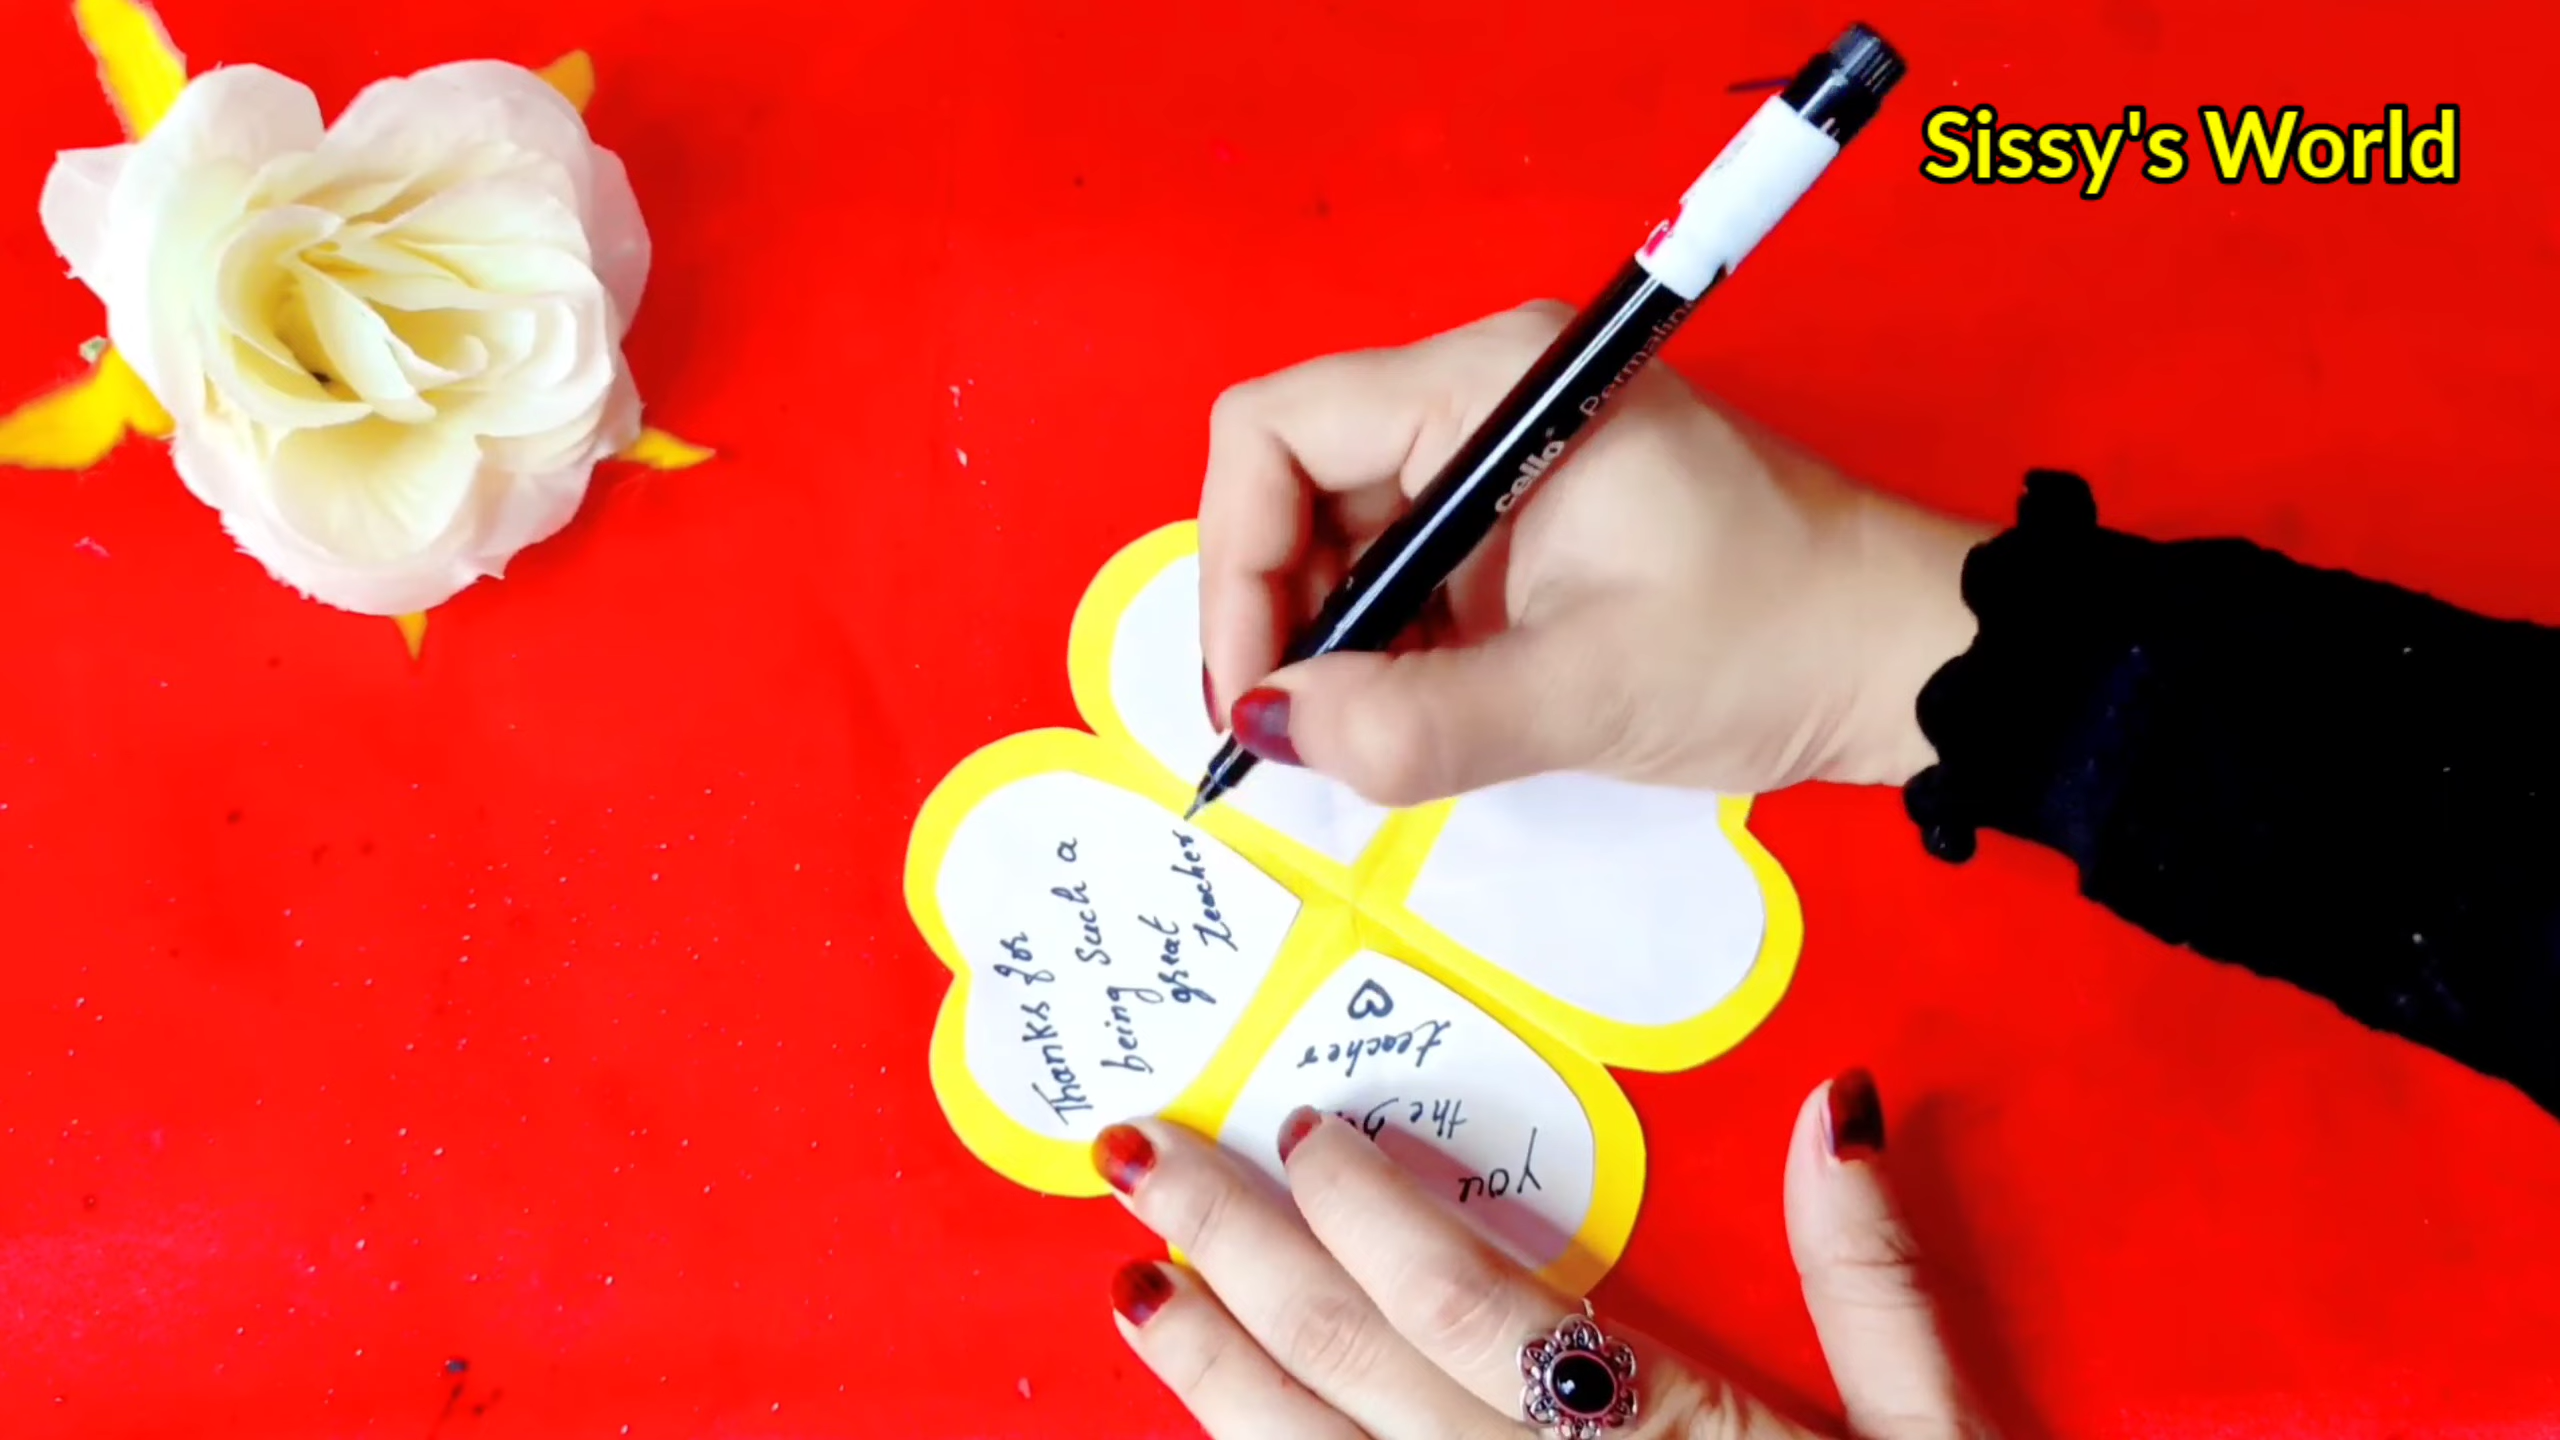 Sissy's World
cello Permaline
Thanks for
being such a
great
teacher
You
the
teacher